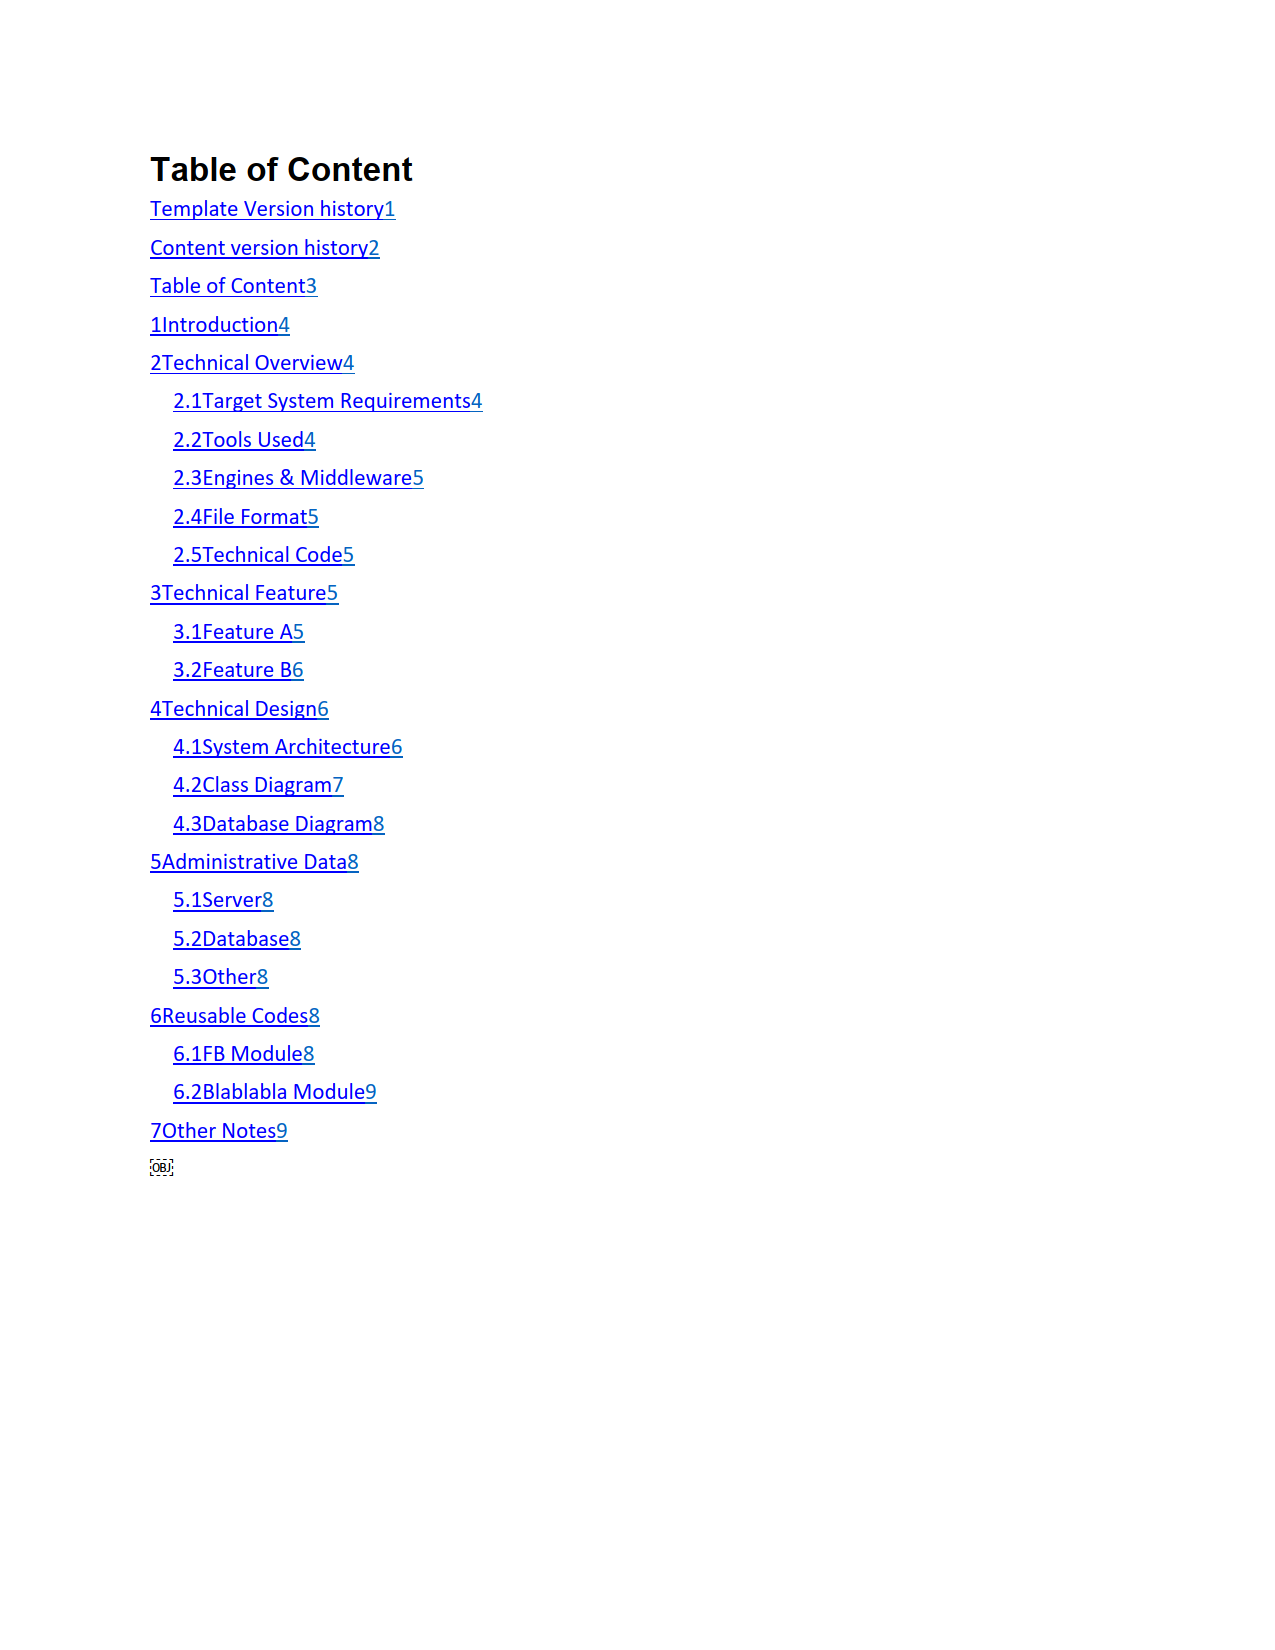 Table of Content
Template Version history1
Content version history2
Table of Content3
1Introduction4
2Technical Overview4
2.1Target System Requirements4
2.2Tools Used4
2.3Engines & Middleware5
2.4File Format5
2.5Technical Code5
3Technical Feature5
3.1Feature A5
3.2Feature B6
4Technical Design6
4.1System Architecture6
4.2Class Diagram7
4.3Database Diagram8
5Administrative Data8
5.1Server8
5.2Database8
5.3Other8
6Reusable Codes8
6.1FB Module8
6.2Blablabla Module9
7Other Notes9
OBJ